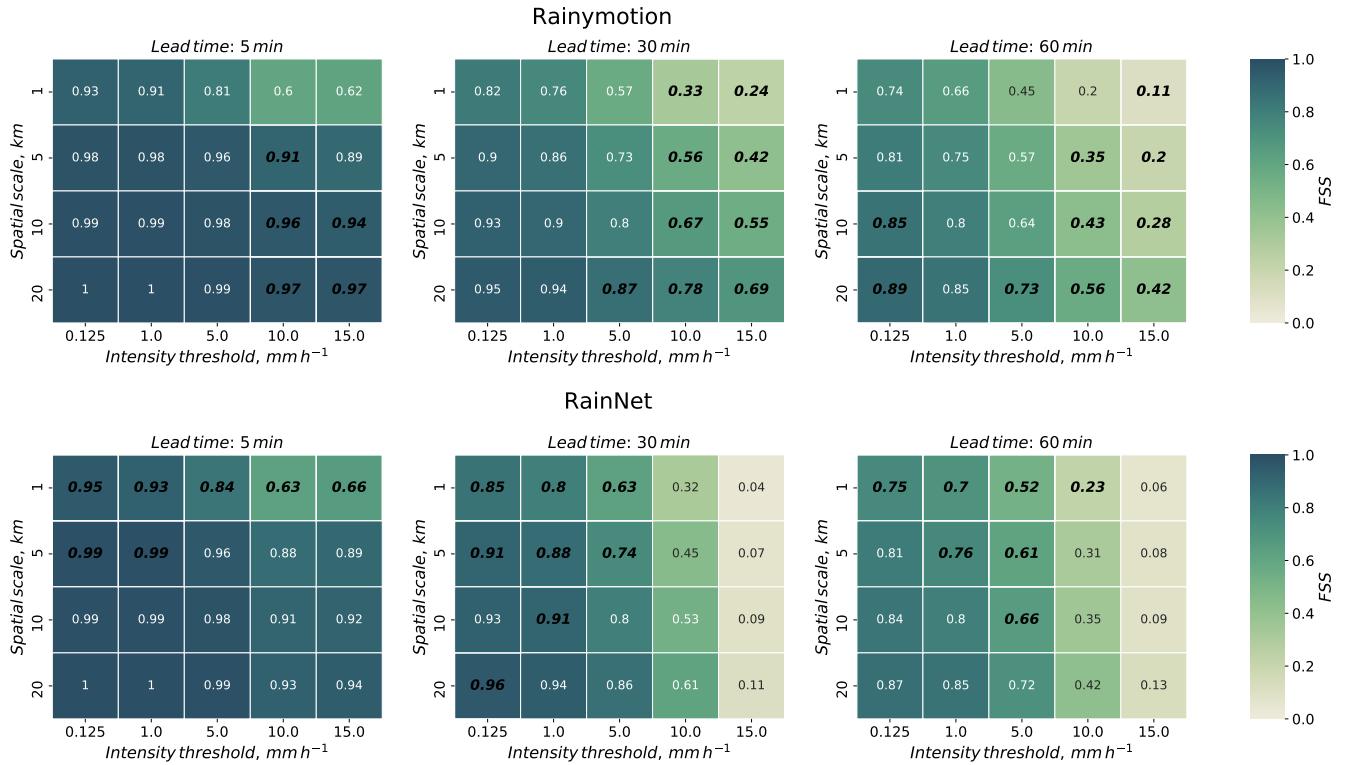 Rainymotion
Lead time: 5 min
Lead time: 30 min
Lead time: 60 min
1 0.93 0.91 0.81 0.6 0.62
5 0.98 0.98 0.96 0.91 0.89
10 0.99 0.99 0.98 0.96 0.94
20 1 1 0.99 0.97 0.97
0.125 1.0 5.0 10.0 15.0
Spatial scale, km
Intensity threshold, mm h⁻¹
1 0.82 0.76 0.57 0.33 0.24
5 0.9 0.86 0.73 0.56 0.42
10 0.93 0.9 0.8 0.67 0.55
20 0.95 0.94 0.87 0.78 0.69
0.125 1.0 5.0 10.0 15.0
Spatial scale, km
Intensity threshold, mm h⁻¹
1 0.74 0.66 0.45 0.2 0.11
5 0.81 0.75 0.57 0.35 0.2
10 0.85 0.8 0.64 0.43 0.28
20 0.89 0.85 0.73 0.56 0.42
0.125 1.0 5.0 10.0 15.0
Spatial scale, km
Intensity threshold, mm h⁻¹
1.0
0.8
0.6
0.4
0.2
0.0
FSS
RainNet
Lead time: 5 min
Lead time: 30 min
Lead time: 60 min
1 0.95 0.93 0.84 0.63 0.66
5 0.99 0.99 0.96 0.88 0.89
10 0.99 0.99 0.98 0.91 0.92
20 1 1 0.99 0.93 0.94
0.125 1.0 5.0 10.0 15.0
Spatial scale, km
Intensity threshold, mm h⁻¹
1 0.85 0.8 0.63 0.32 0.04
5 0.91 0.88 0.74 0.45 0.07
10 0.93 0.91 0.8 0.53 0.09
20 0.96 0.94 0.86 0.61 0.11
0.125 1.0 5.0 10.0 15.0
Spatial scale, km
Intensity threshold, mm h⁻¹
1 0.75 0.7 0.52 0.23 0.06
5 0.81 0.76 0.61 0.31 0.08
10 0.84 0.8 0.66 0.35 0.09
20 0.87 0.85 0.72 0.42 0.13
0.125 1.0 5.0 10.0 15.0
Spatial scale, km
Intensity threshold, mm h⁻¹
1.0
0.8
0.6
0.4
0.2
0.0
FSS